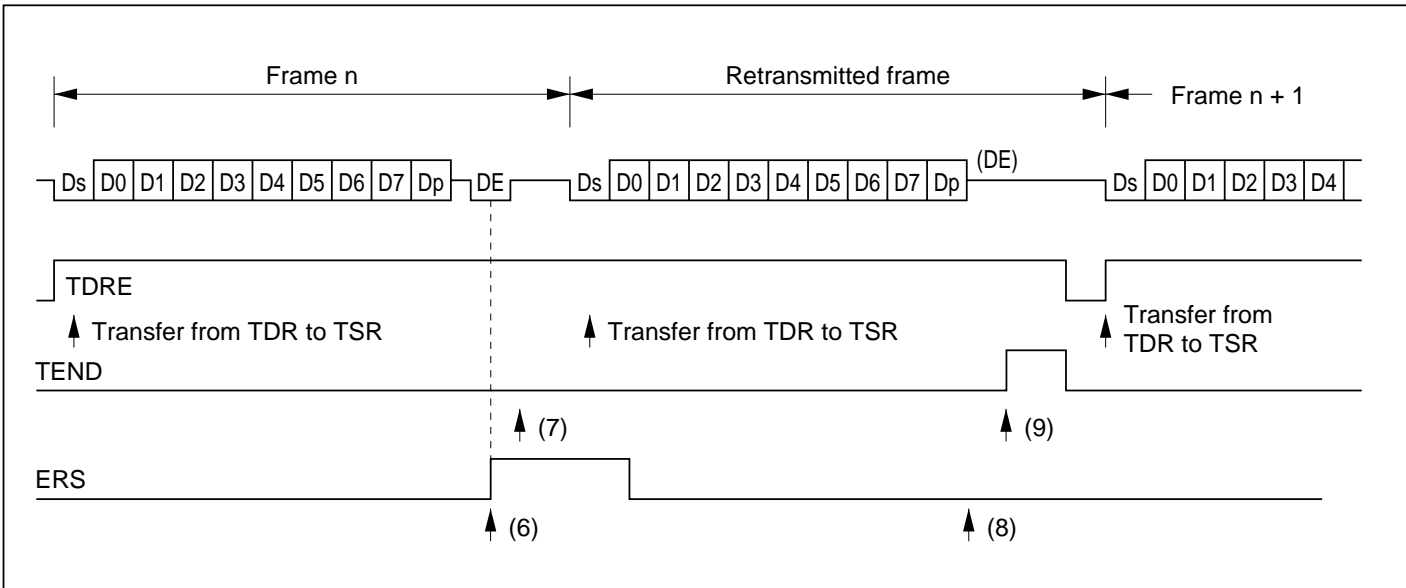 Frame n
Retransmitted frame
Frame n + 1
Ds D0 D1 D2 D3 D4 D5 D6 D7 Dp DE Ds D0 D1 D2 D3 D4 D5 D6 D7 Dp (DE) Ds D0 D1 D2 D3 D4
TDRE
Transfer from TDR to TSR
Transfer from TDR to TSR
Transfer from
TDR to TSR
TEND
(7)
(9)
ERS
(6)
(8)